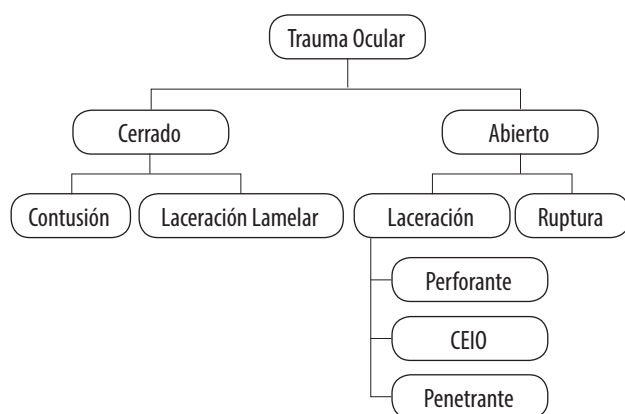 Trauma Ocular
Cerrado
Abierto
Contusión
Laceración Lamelar
Laceración
Ruptura
Perforante
CEIO
Penetrante